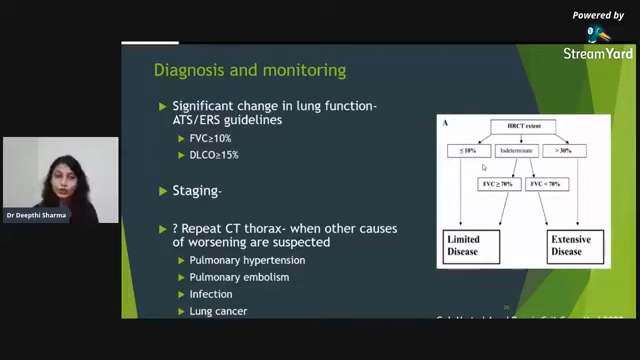 Powered by
StreamYard
Diagnosis and monitoring
Significant change in lung function-
ATS/ERS guidelines
FVC≥10%
DLCO≥15%
Staging-
? Repeat CT thorax- when other causes
of worsening are suspected
Pulmonary hypertension
Pulmonary embolism
Infection
Lung cancer
A
HRCT extent
≤ 10%
Indeterminate
> 30%
FVC ≥ 70%
FVC < 70%
Limited
Disease
Extensive
Disease
Dr Deepthi Sharma